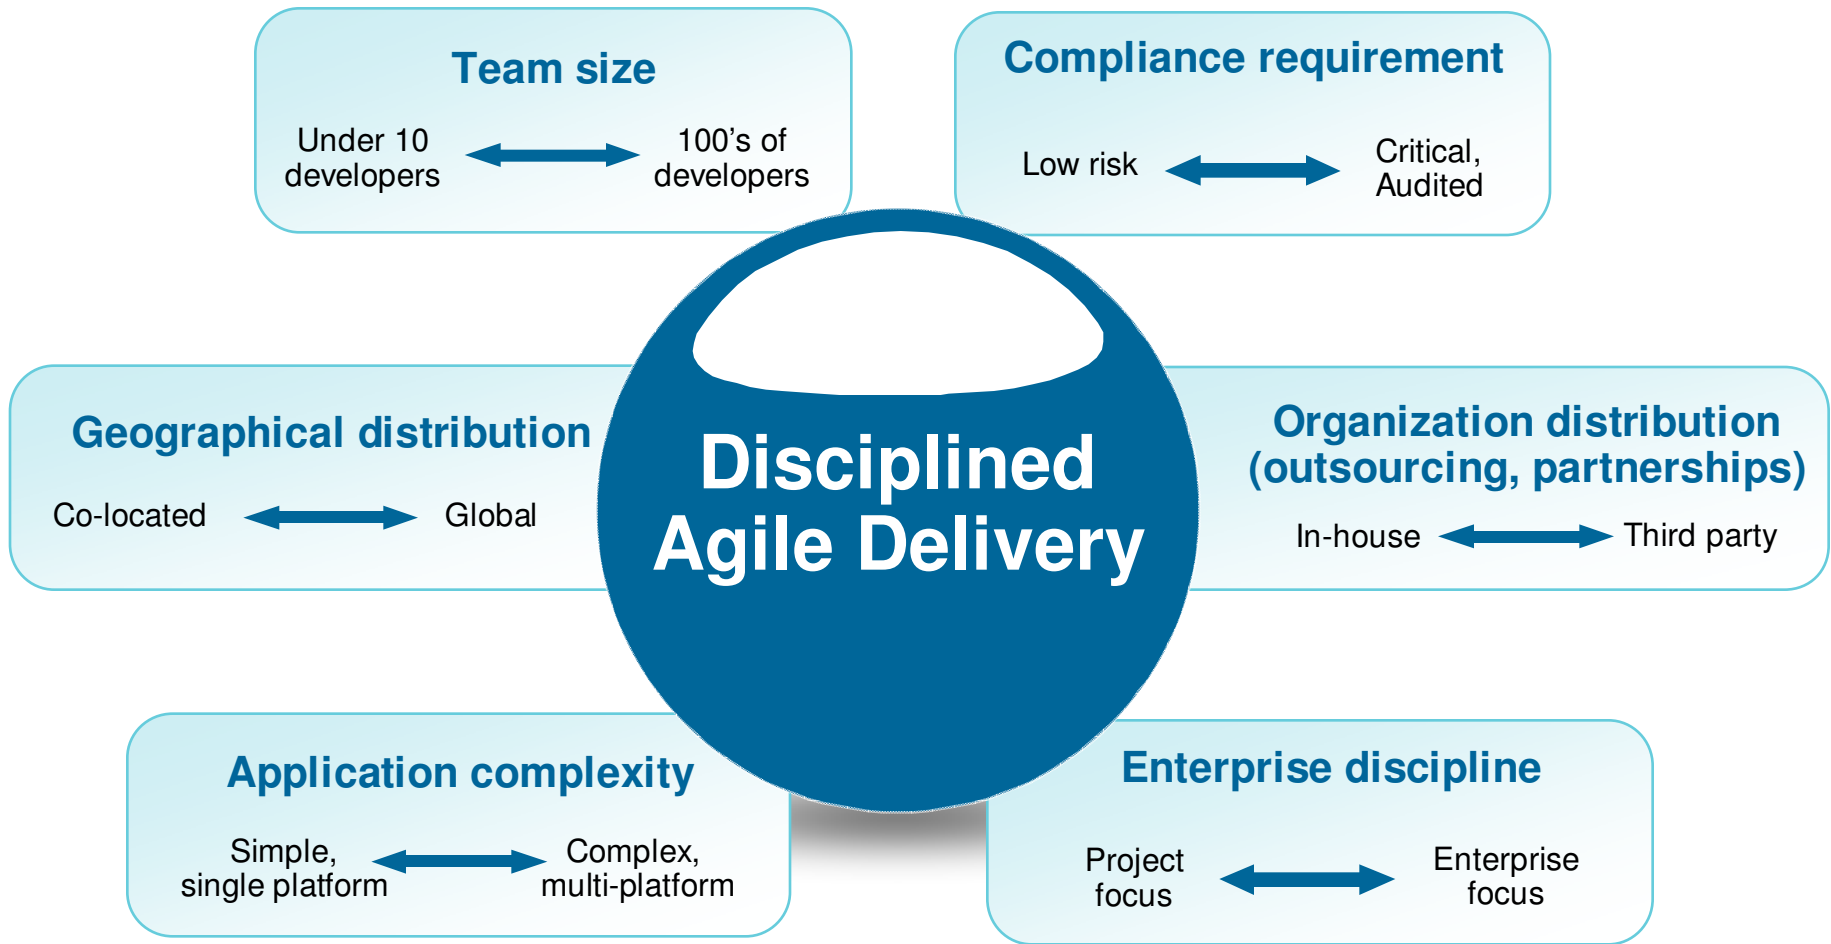 Team size
Under 10
developers
100's of
developers
Compliance requirement
Low risk
Critical,
Audited
Geographical distribution
Co-located
Global
Disciplined
Agile Delivery
Organization distribution
(outsourcing, partnerships)
In-house
Third party
Application complexity
Simple,
single platform
Complex,
multi-platform
Enterprise discipline
Project
focus
Enterprise
focus